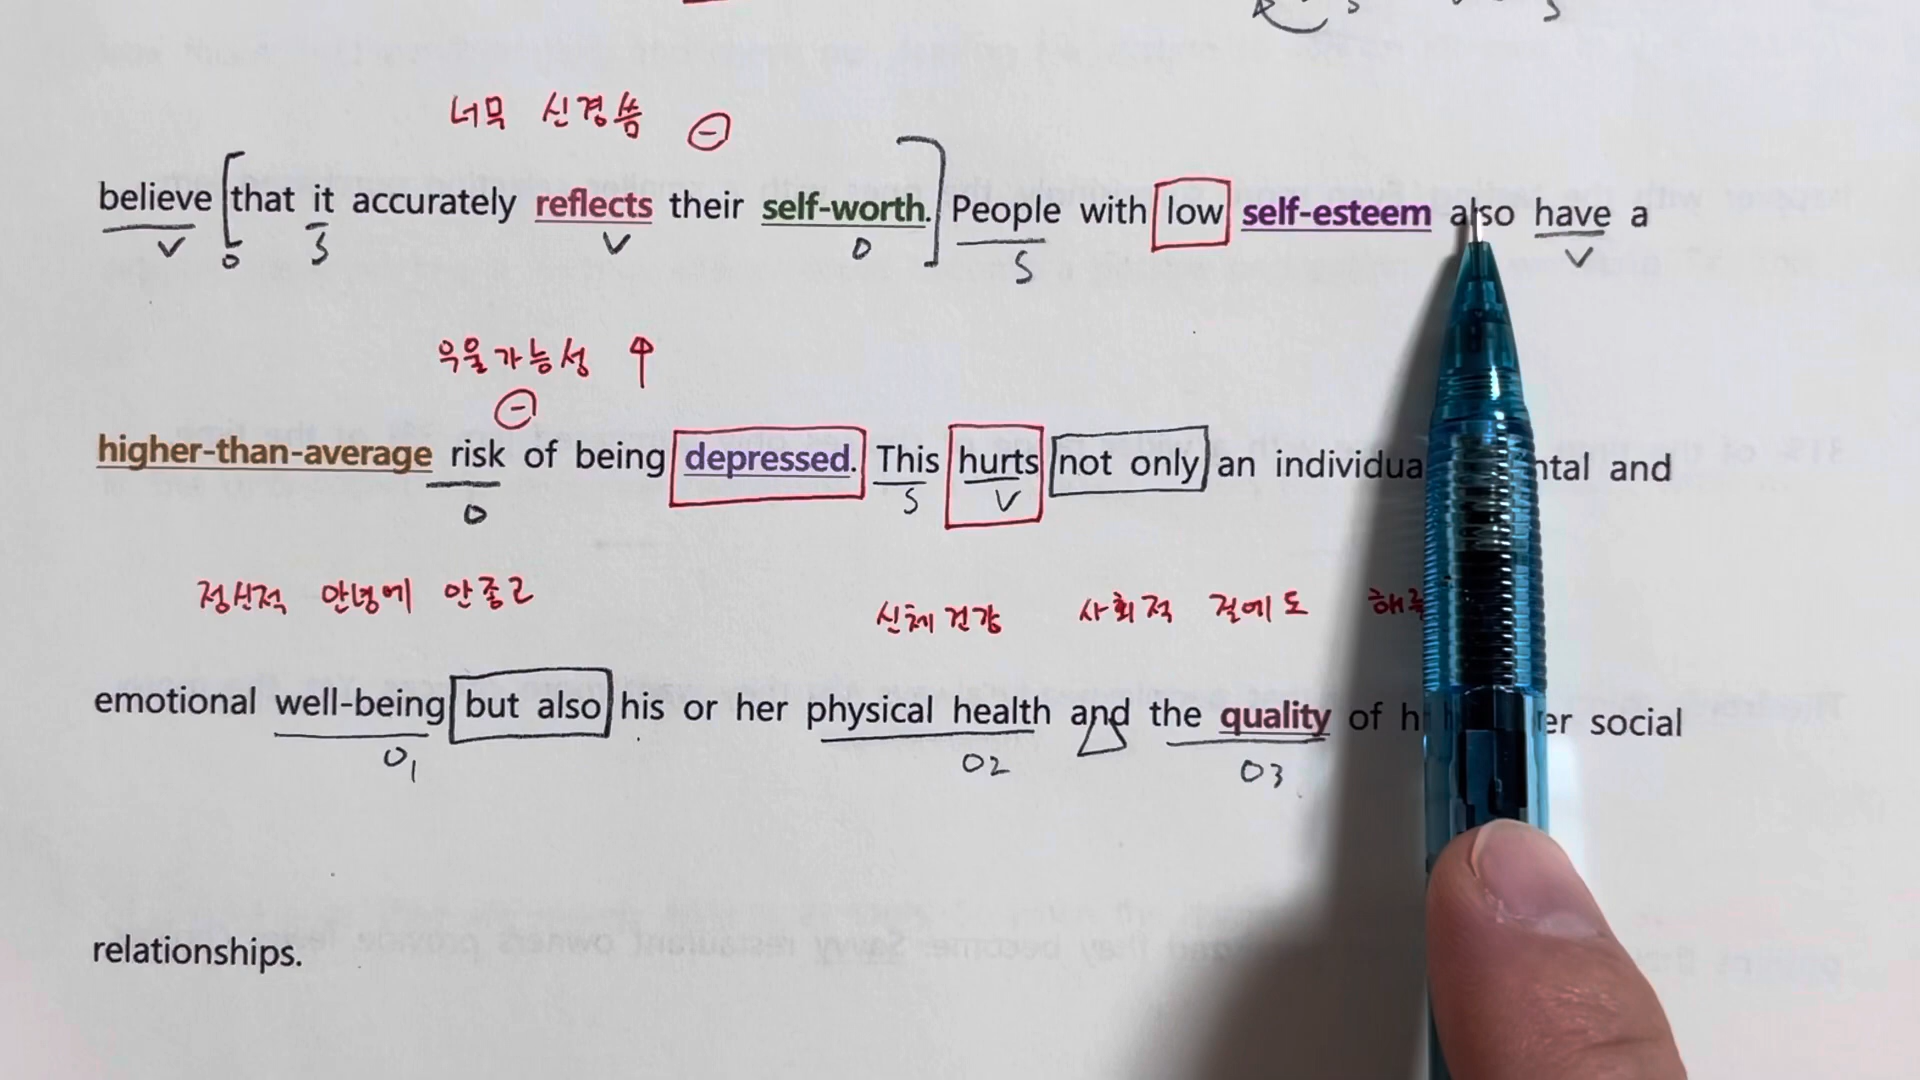 너무 신경씀 ⊖
believe [that it accurately reflects their self-worth.] People with low self-esteem also have a
V O S V O S V
우울가능성 ↑
⊖
higher-than-average risk of being depressed. This hurts not only an individua ntal and
O S V
정신적 안녕에 안좋고
신체건강 사회적 질에도
emotional well-being but also his or her physical health and the quality of h er social
O1 O2 O3
relationships.